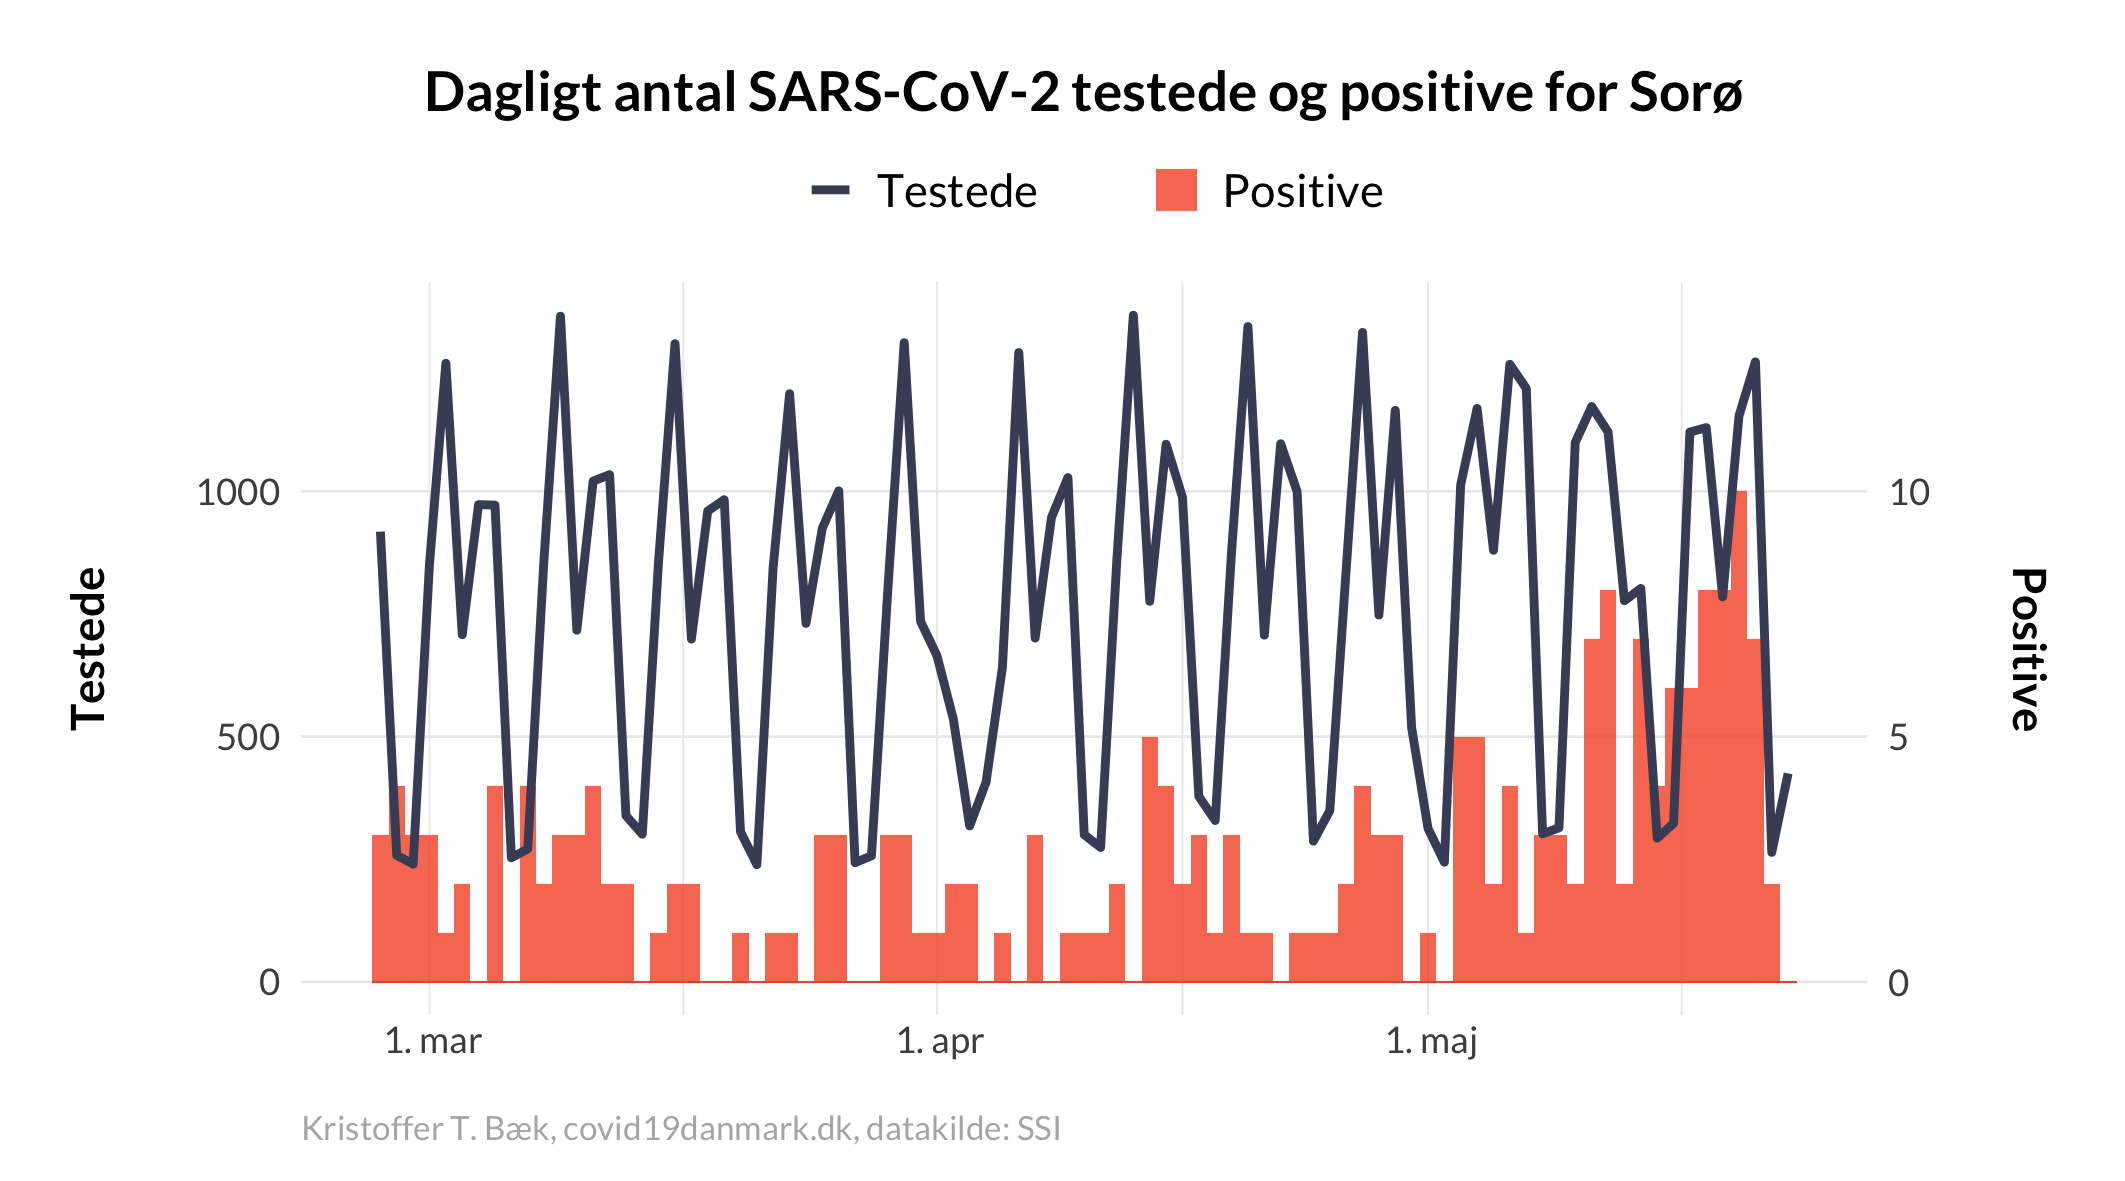 Dagligt antal SARS-CoV-2 testede og positive for Sorø
Testede
Positive
1000
500
0
10
5
0
Testede
Positive
1. mar
1. apr
1. maj
Kristoffer T. Bæk, covid19danmark.dk, datakilde: SSI